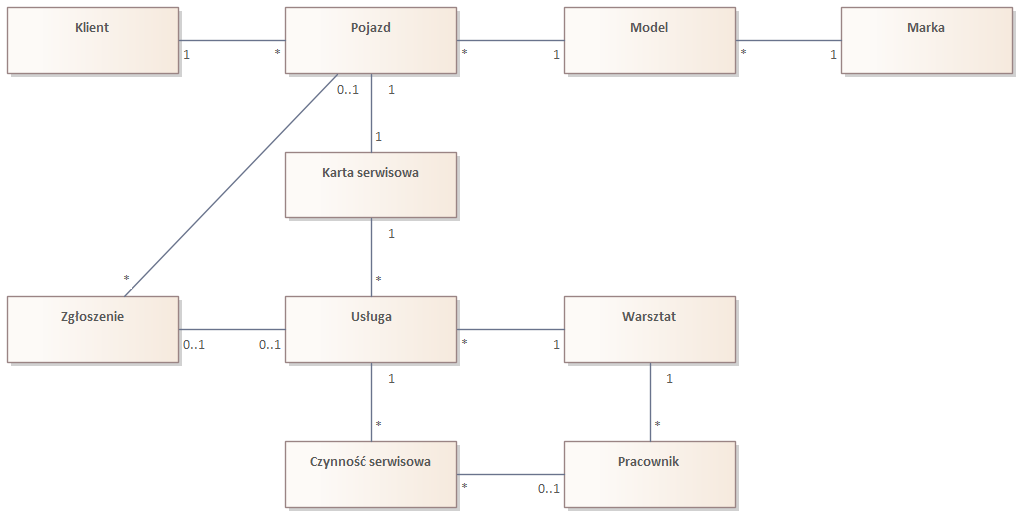 Klient
Pojazd
Model
Marka
1
*
*
1
*
1
0..1
1
1
Karta serwisowa
1
*
*
Zgłoszenie
Usługa
Warsztat
0..1
0..1
*
1
1
1
*
*
Czynność serwisowa
Pracownik
*
0..1